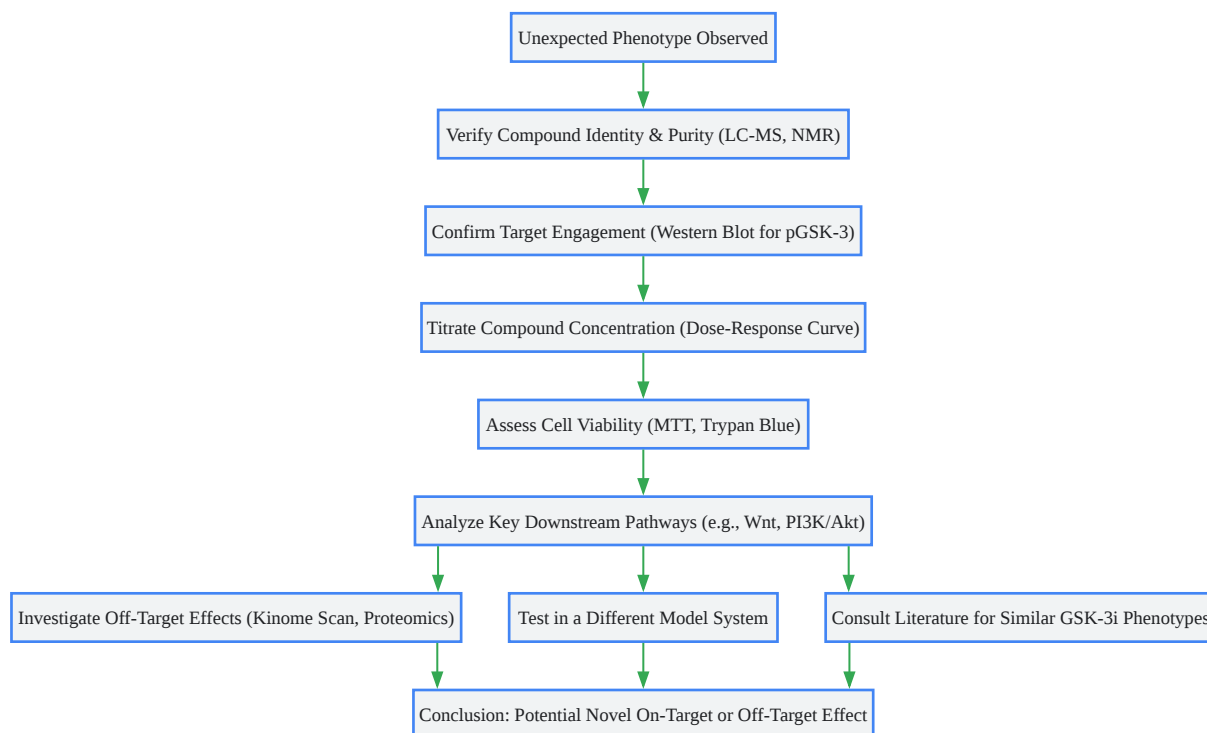 Unexpected Phenotype Observed
Verify Compound Identity & Purity (LC-MS, NMR)
Confirm Target Engagement (Western Blot for pGSK-3)
Titrate Compound Concentration (Dose-Response Curve)
Assess Cell Viability (MTT, Trypan Blue)
Analyze Key Downstream Pathways (e.g., Wnt, PI3K/Akt)
Investigate Off-Target Effects (Kinome Scan, Proteomics)
Test in a Different Model System
Consult Literature for Similar GSK-3i Phenotypes
Conclusion: Potential Novel On-Target or Off-Target Effect